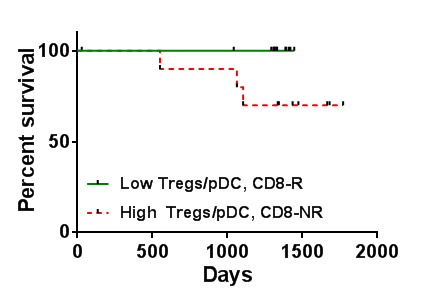 Percent survival
100
50
0
Low Tregs/pDC, CD8-R
High Tregs/pDC, CD8-NR
0 500 1000 1500 2000
Days